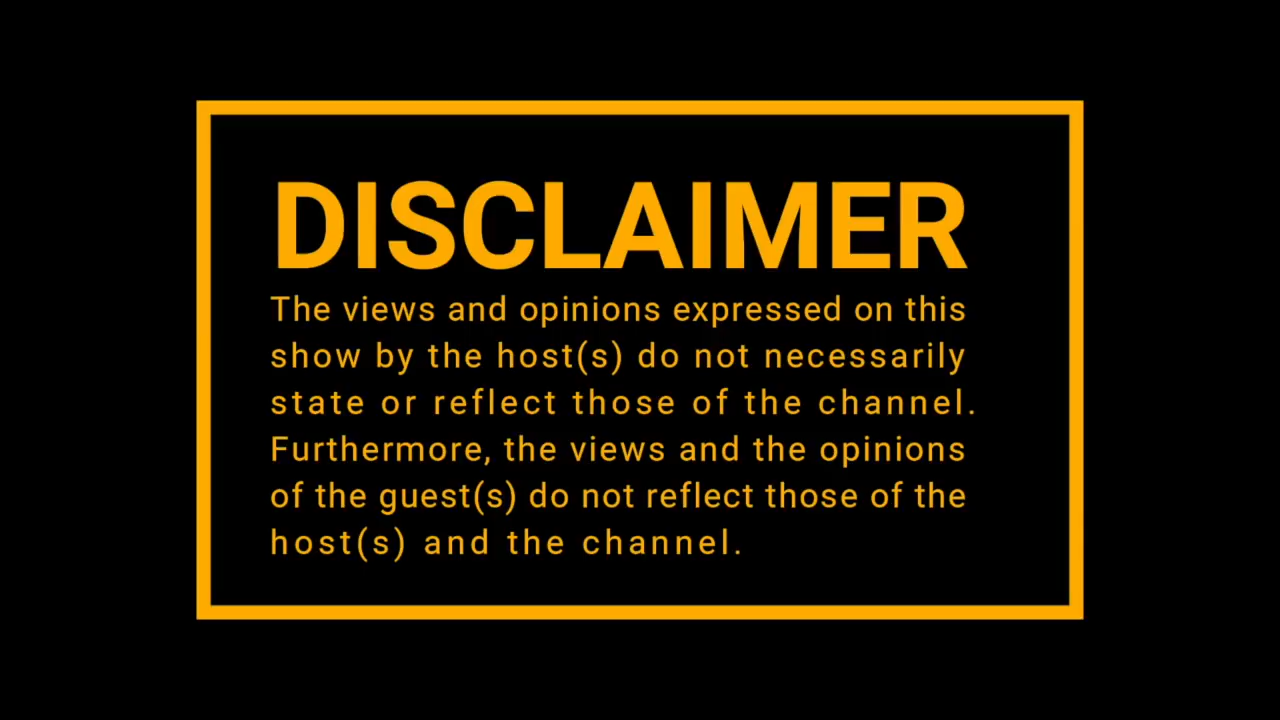 DISCLAIMER
The views and opinions expressed on this
show by the host(s) do not necessarily
state or reflect those of the channel.
Furthermore, the views and the opinions
of the guest(s) do not reflect those of the
host(s) and the channel.